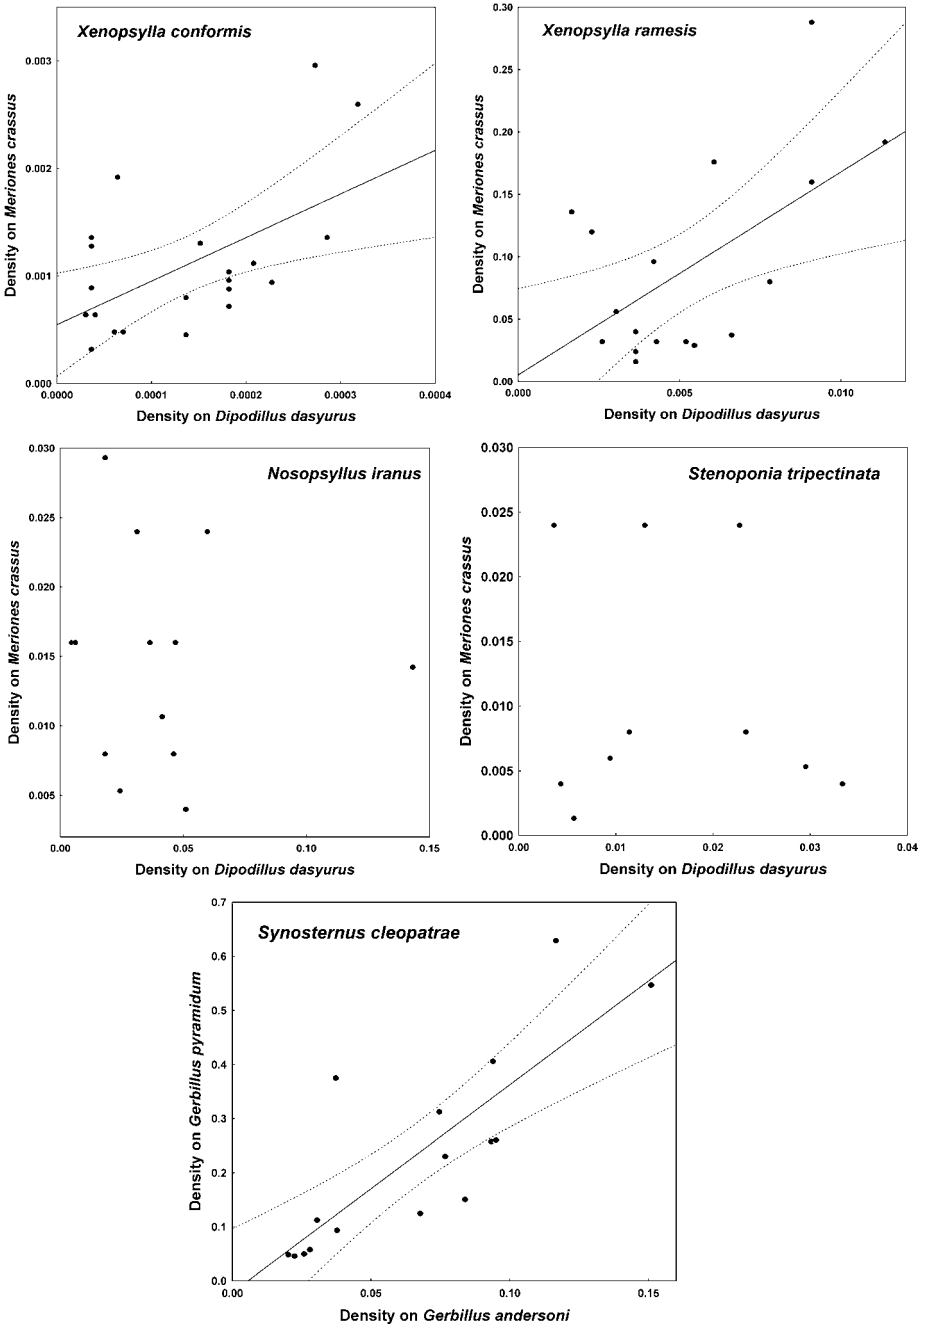 Xenopsylla conformis
Density on Meriones crassus
0.003
0.002
0.001
0.000
0.0000 0.0001 0.0002 0.0003 0.0004
Density on Dipodillus dasyurus
Xenopsylla ramesis
Density on Meriones crassus
0.30
0.25
0.20
0.15
0.10
0.05
0.00
0.000 0.005 0.010
Density on Dipodillus dasyurus
Nosopsyllus iranus
Density on Meriones crassus
0.030
0.025
0.020
0.015
0.010
0.005
0.00 0.05 0.10 0.15
Density on Dipodillus dasyurus
Stenoponia tripectinata
Density on Meriones crassus
0.030
0.025
0.020
0.015
0.010
0.005
0.000
0.00 0.01 0.02 0.03 0.04
Density on Dipodillus dasyurus
Synosternus cleopatrae
Density on Gerbillus pyramidum
0.7
0.6
0.5
0.4
0.3
0.2
0.1
0.0
0.00 0.05 0.10 0.15
Density on Gerbillus andersoni